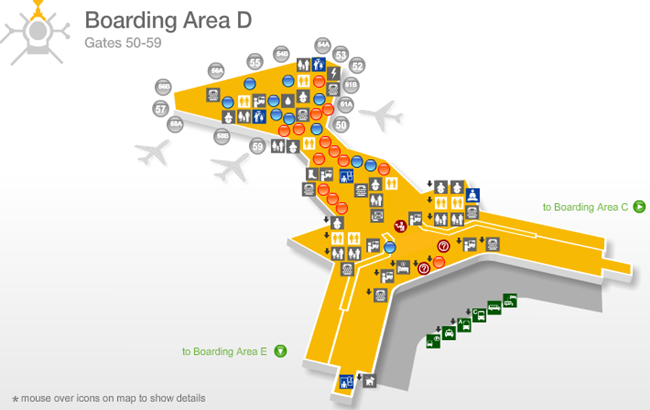 Boarding Area D
Gates 50-59
54A
54B
53
55
52
56A
51B
56B
51A
57
50
58A
58B
59
?
?
to Boarding Area C
to Boarding Area E
* mouse over icons on map to show details